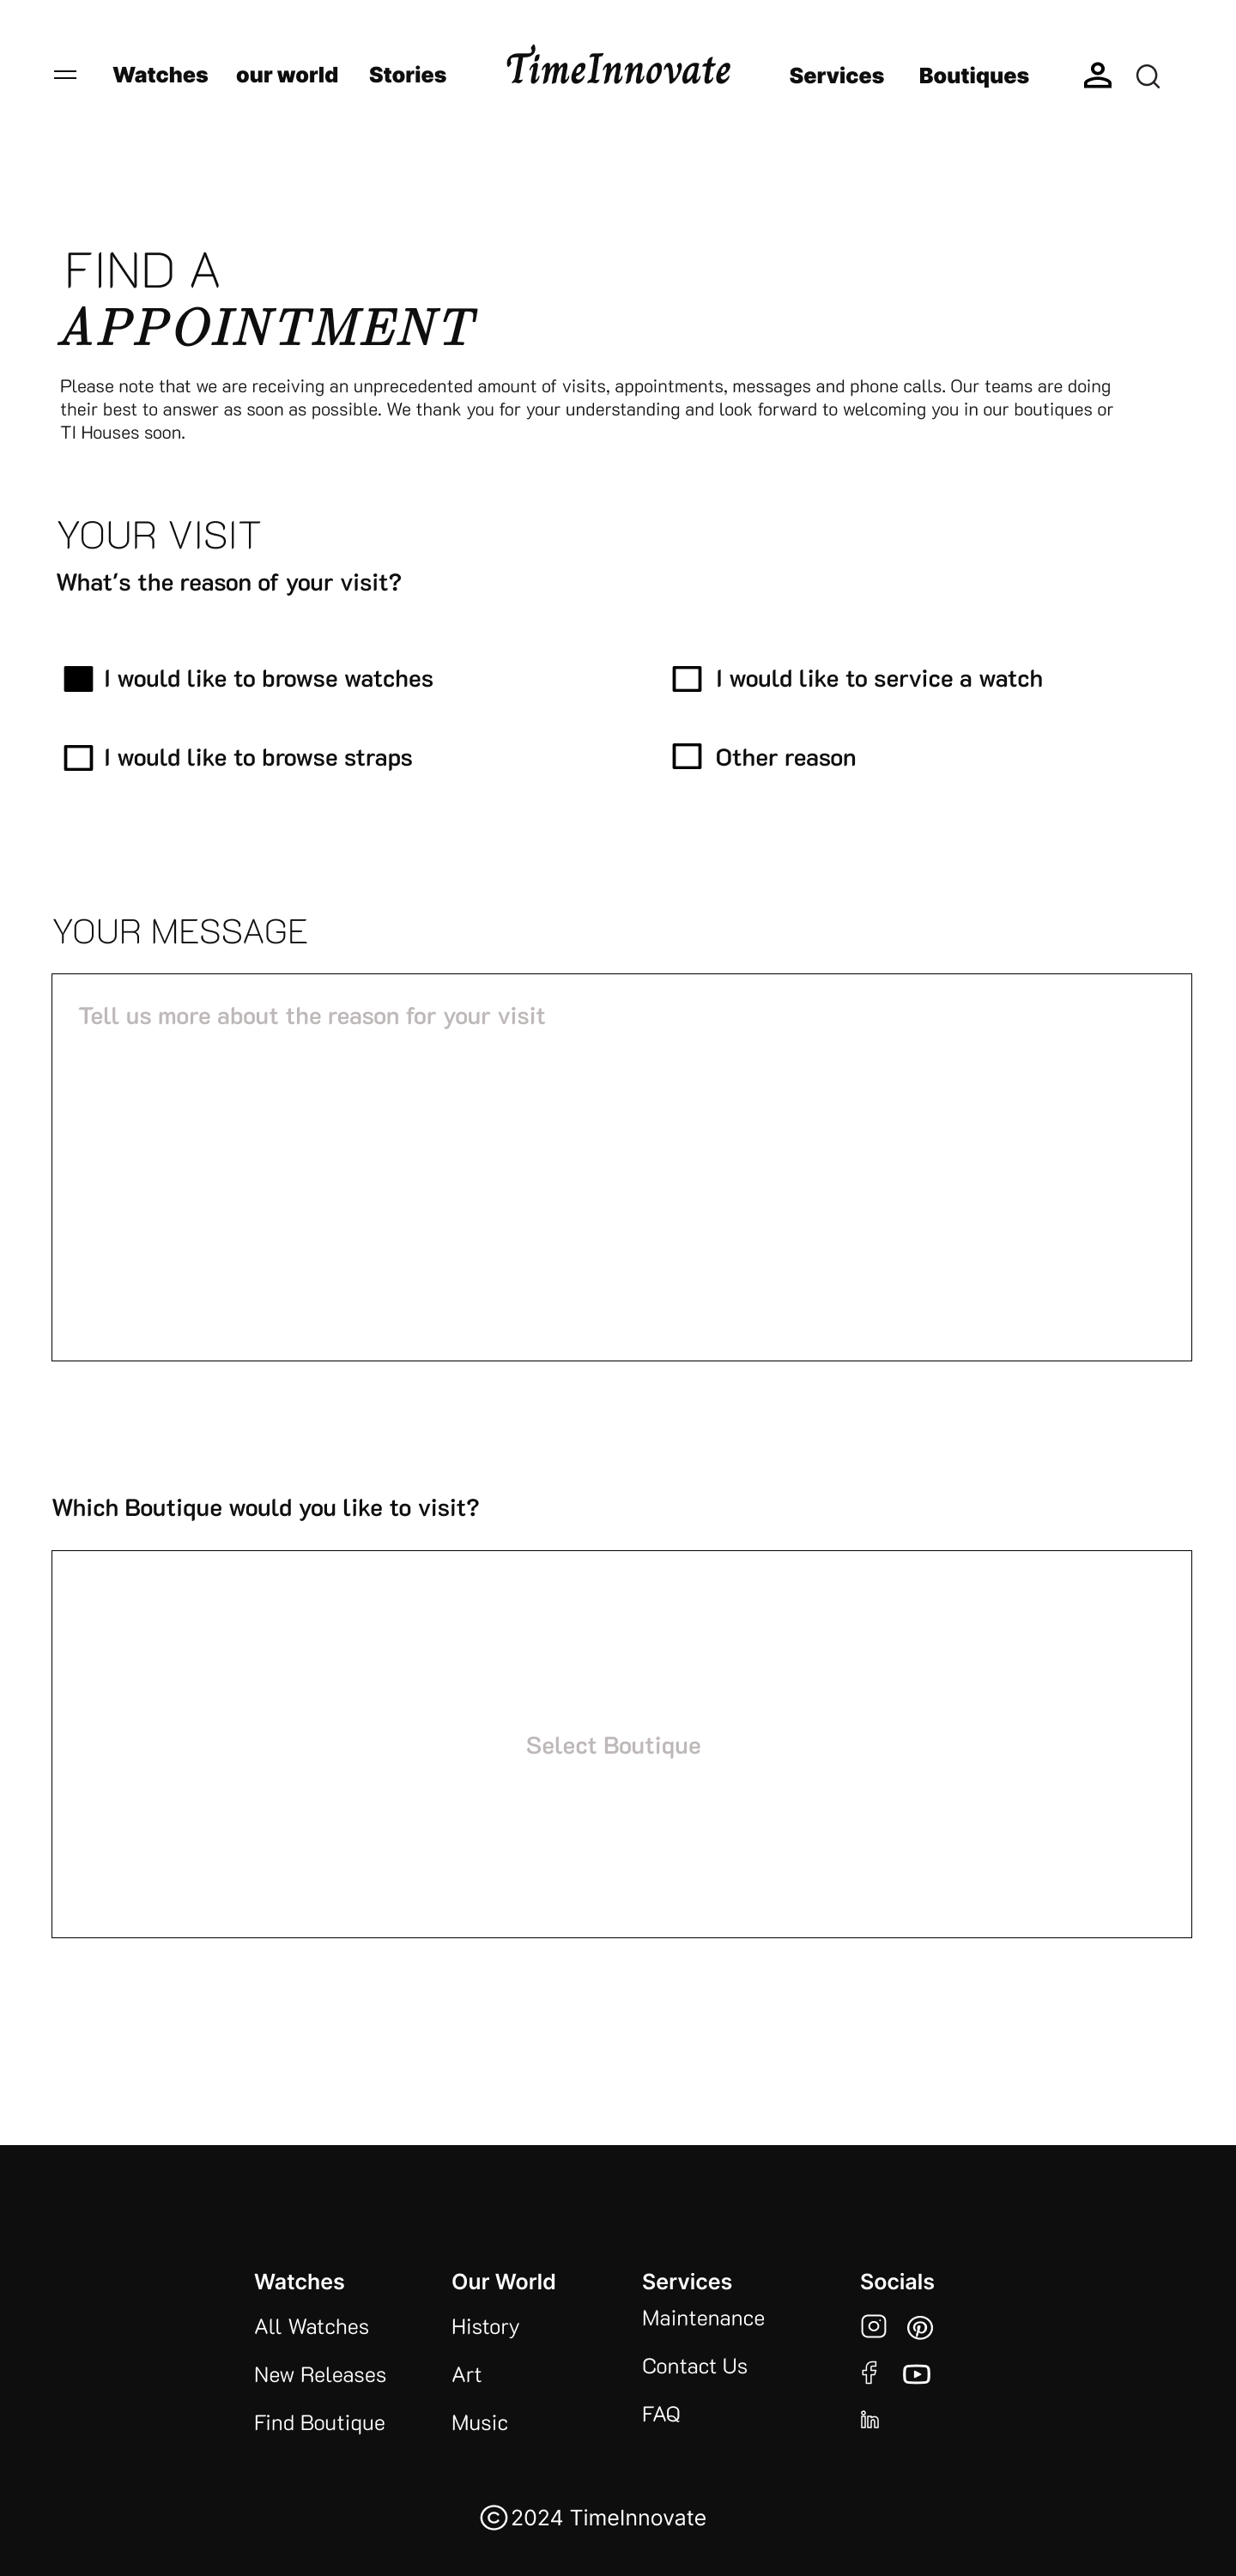 Watches our world Stories TimeInnovate Services Boutiques
FIND A
APPOINTMENT
Please note that we are receiving an unprecedented amount of visits, appointments, messages and phone calls. Our teams are doing
their best to answer as soon as possible. We thank you for your understanding and look forward to welcoming you in our boutiques or
TI Houses soon.
YOUR VISIT
What's the reason of your visit?
I would like to browse watches
I would like to service a watch
I would like to browse straps
Other reason
YOUR MESSAGE
Tell us more about the reason for your visit
Which Boutique would you like to visit?
Select Boutique
Watches
All Watches
New Releases
Find Boutique
Our World
History
Art
Music
Services
Maintenance
Contact Us
FAQ
Socials
©2024 TimeInnovate